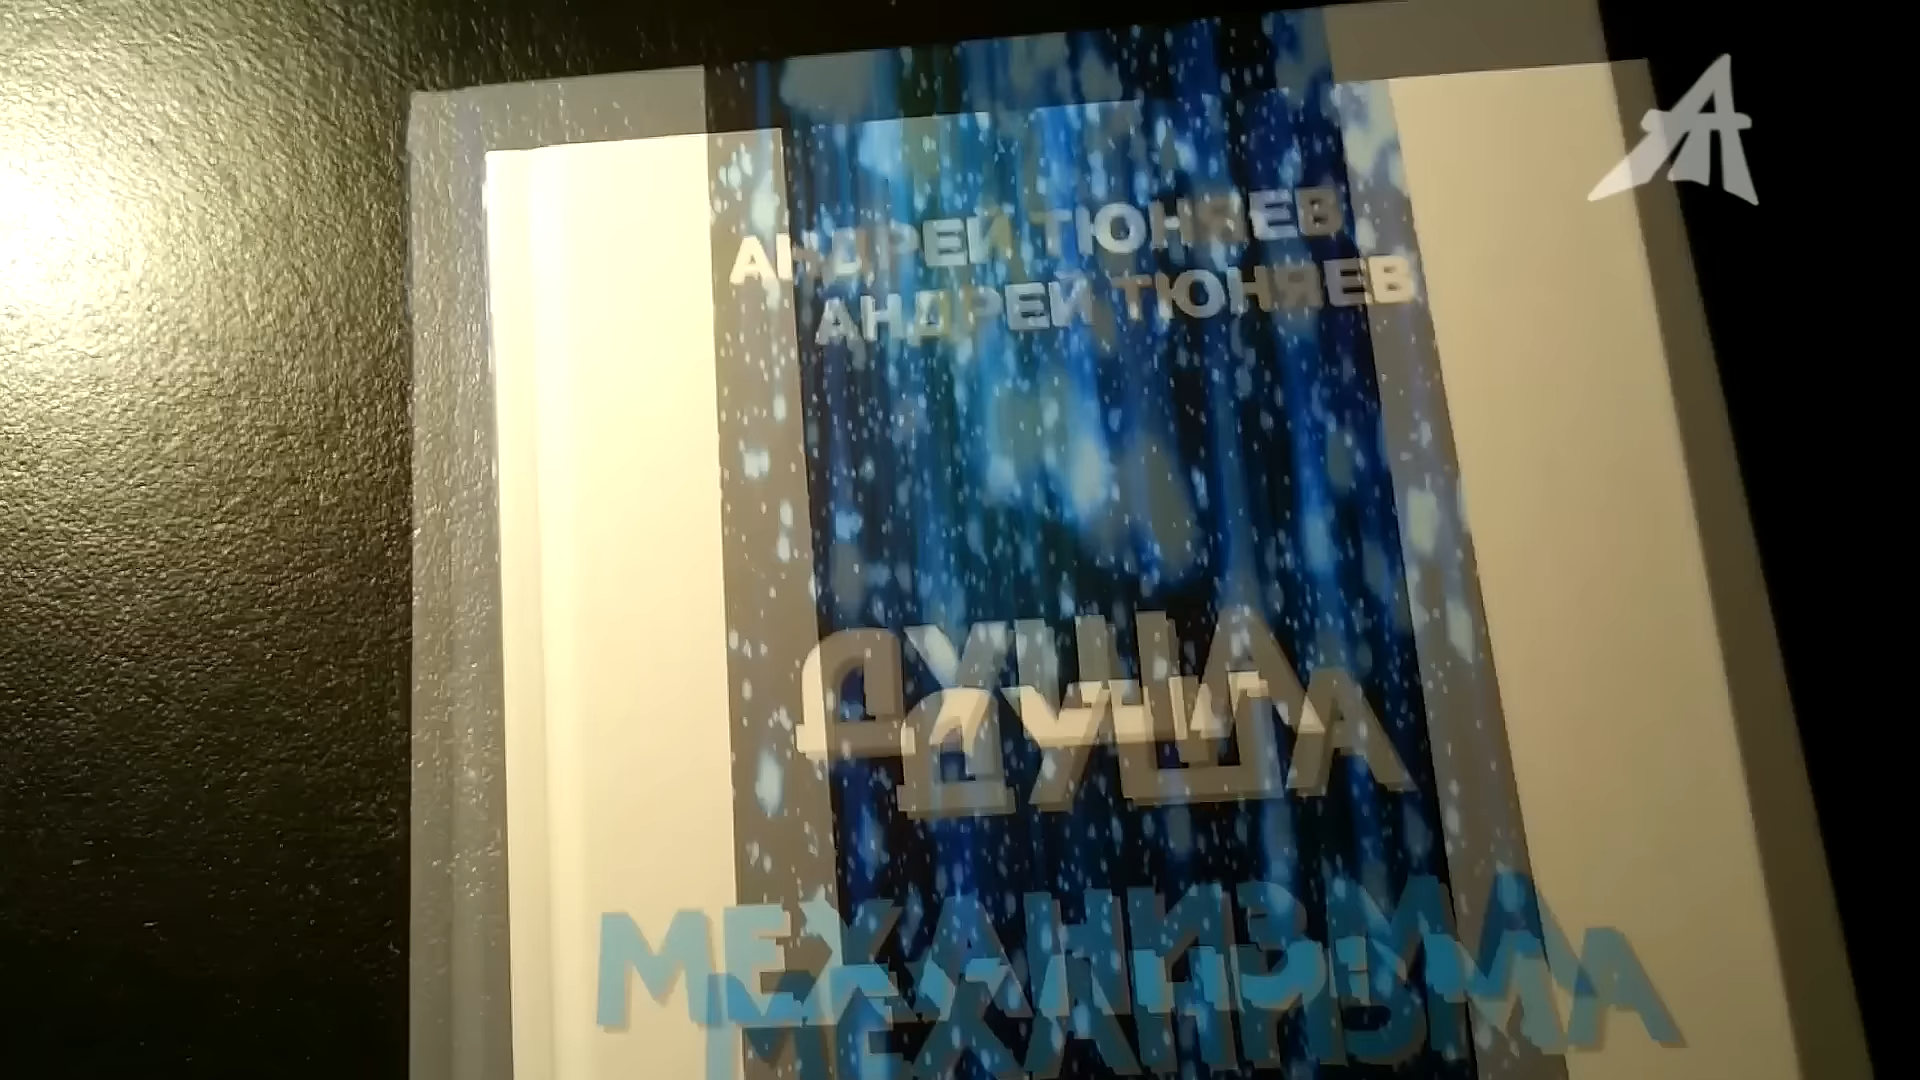 АНДРЕЙ ТЮНЯЕВ
АНДРЕЙ ТЮНЯЕВ
ДУША
ДУША
МЕХАНИЗМА
МЕХАНИЗМА